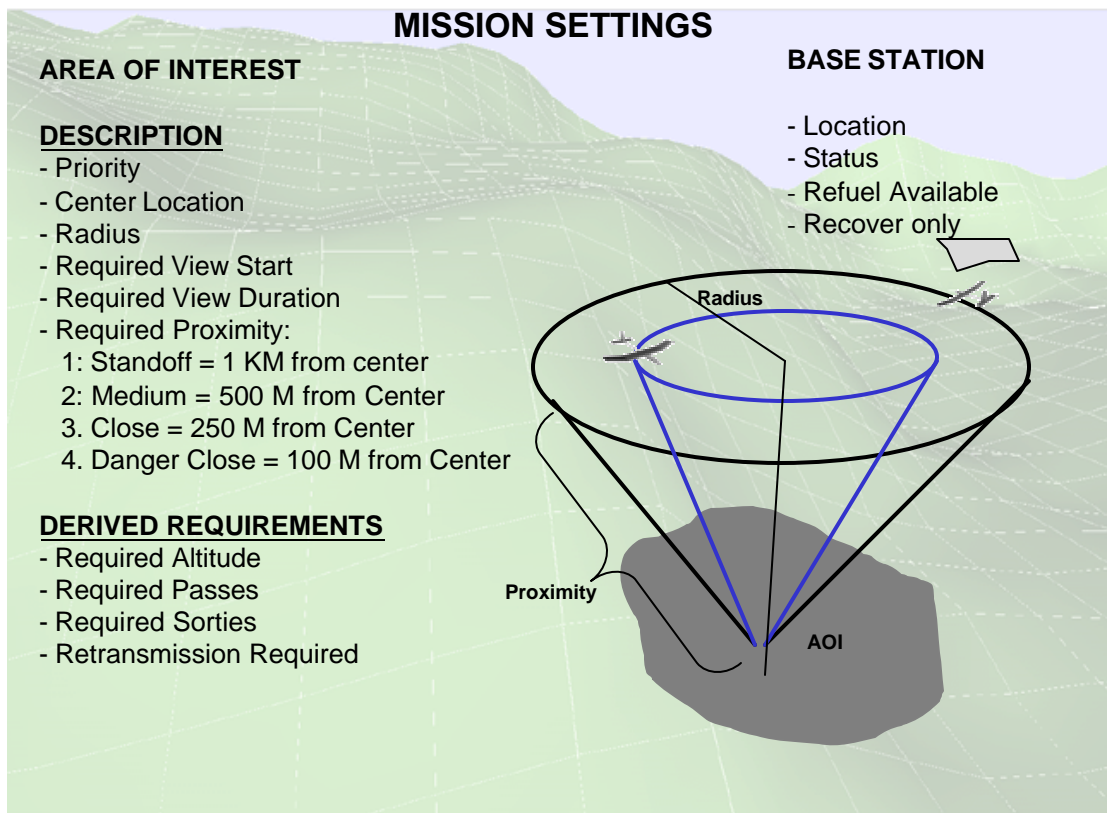 MISSION SETTINGS
AREA OF INTEREST
DESCRIPTION
- Priority
- Center Location
- Radius
- Required View Start
- Required View Duration
- Required Proximity:
1: Standoff = 1 KM from center
2: Medium = 500 M from Center
3. Close = 250 M from Center
4. Danger Close = 100 M from Center
DERIVED REQUIREMENTS
- Required Altitude
- Required Passes
- Required Sorties
- Retransmission Required
BASE STATION
- Location
- Status
- Refuel Available
- Recover only
Radius
Proximity
AOI